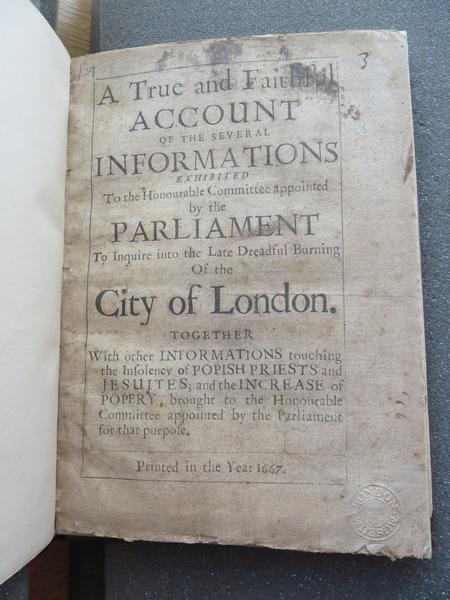 3
A True and Faithful
ACCOUNT
OF THE SEVERAL
INFORMATIONS
EXHIBITED
To the Honourable Committee appointed
by the
PARLIAMENT
To Inquire into the Late Dreadful Burning
Of the
City of London.
TOGETHER
With other INFORMATIONS touching
the Insolency of POPISH PRIESTS and
JESUITES; and the INCREASE of
POPERY, brought to the Honourable
Committee appointed by the Parliament
for that purpose.
Printed in the Year 1667.
LONDON
MUSEUM